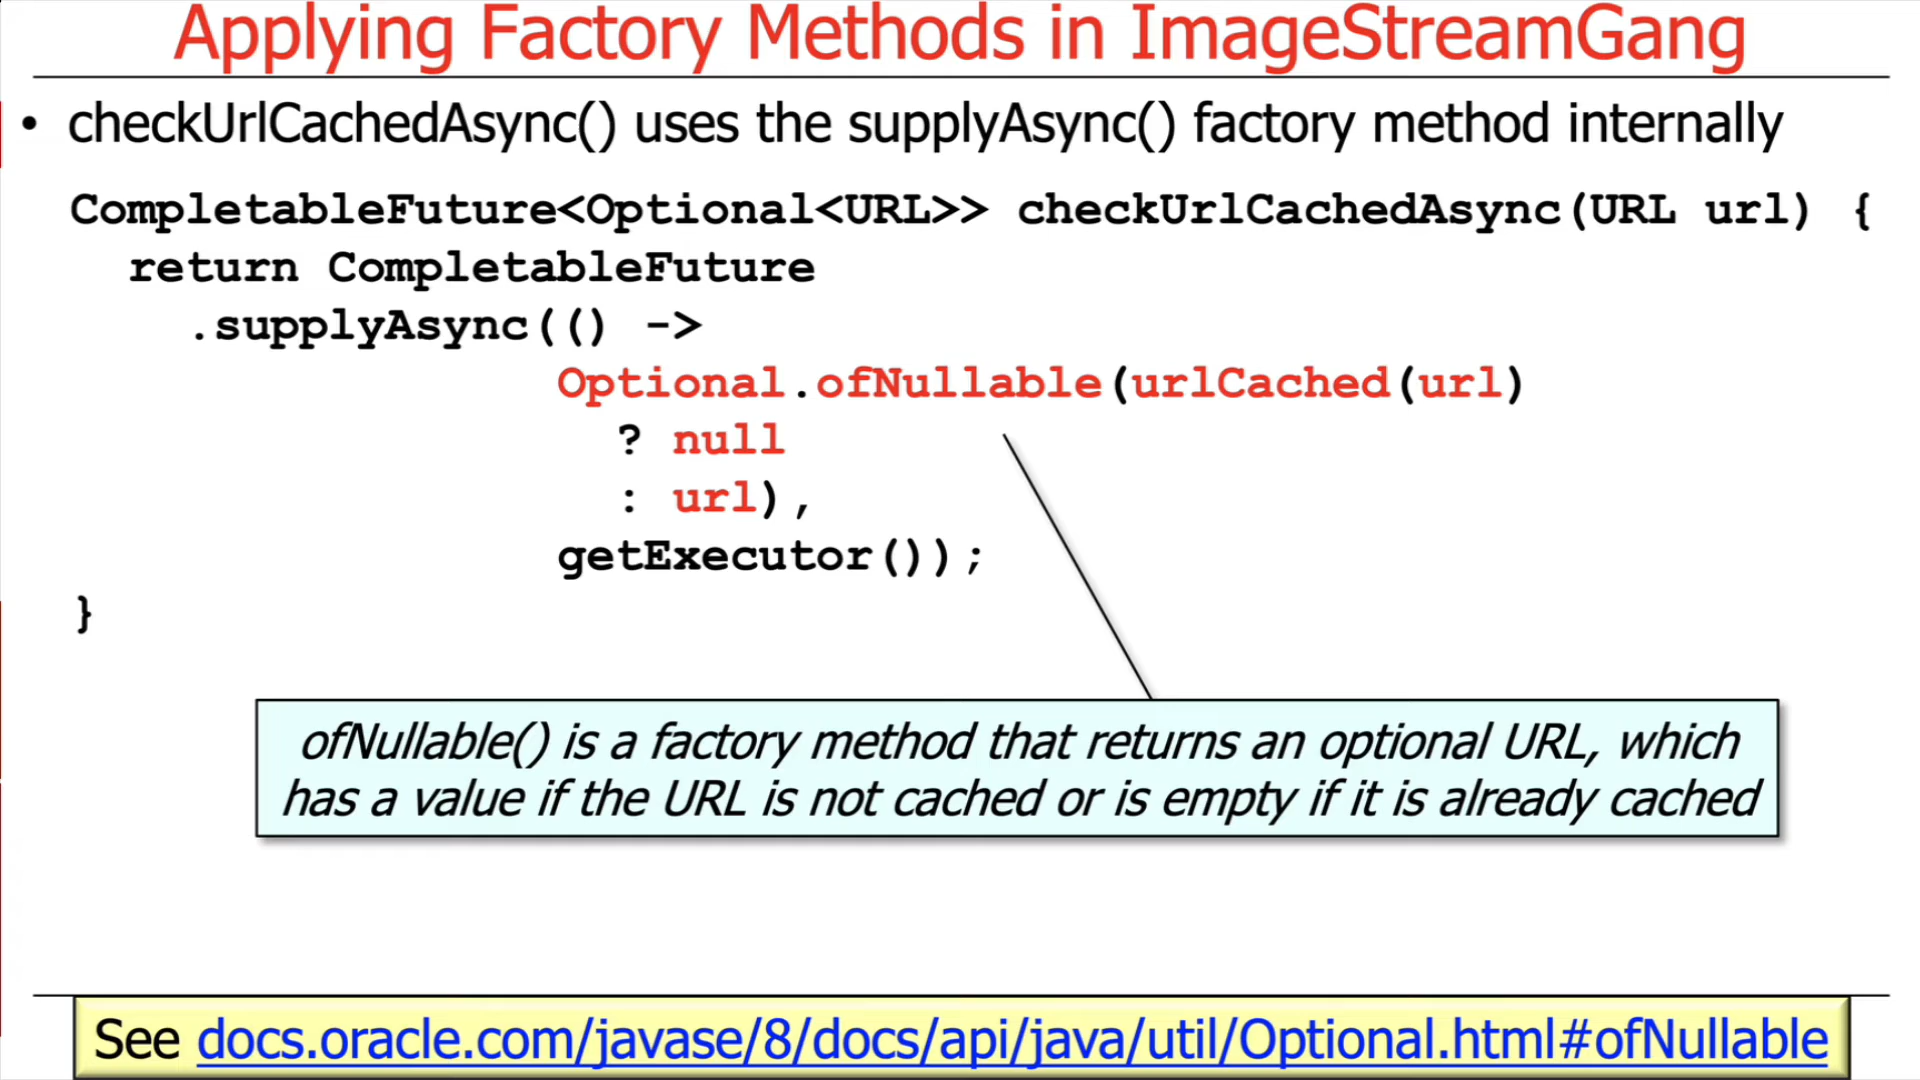 Applying Factory Methods in ImageStreamGang
• checkUrlCachedAsync() uses the supplyAsync() factory method internally
CompletableFuture<Optional<URL>> checkUrlCachedAsync(URL url) {
return CompletableFuture
.supplyAsync(() ->
Optional.ofNullable(urlCached(url)
? null
: url),
getExecutor());
}
ofNullable() is a factory method that returns an optional URL, which
has a value if the URL is not cached or is empty if it is already cached
See docs.oracle.com/javase/8/docs/api/java/util/Optional.html#ofNullable